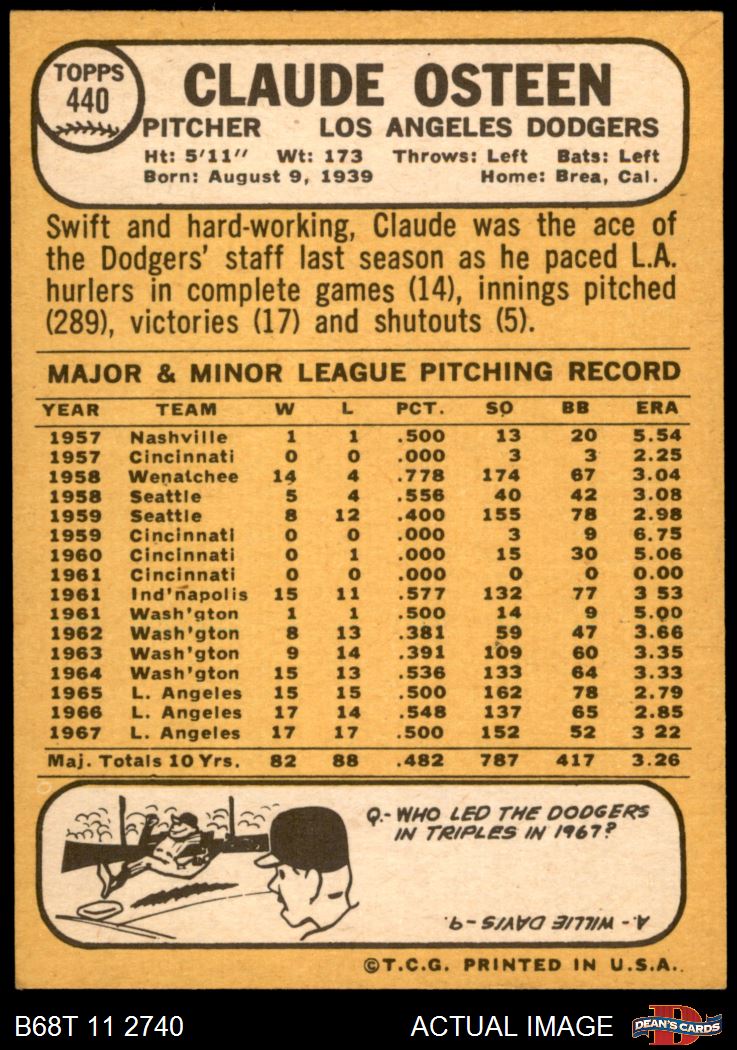 TOPPS
440
CLAUDE OSTEEN
PITCHER LOS ANGELES DODGERS
Ht: 5'11" Wt: 173 Throws: Left Bats: Left
Born: August 9, 1939 Home: Brea, Cal.
Swift and hard-working, Claude was the ace of
the Dodgers' staff last season as he paced L.A.
hurlers in complete games (14), innings pitched
(289), victories (17) and shutouts (5).
MAJOR & MINOR LEAGUE PITCHING RECORD
YEAR TEAM W L PCT. SO BB ERA
1957 Nashville 1 1 .500 13 20 5.54
1957 Cincinnati 0 0 .000 3 3 2.25
1958 Wenatchee 14 4 .778 174 67 3.04
1958 Seattle 5 4 .556 40 42 3.08
1959 Seattle 8 12 .400 155 78 2.98
1959 Cincinnati 0 0 .000 3 9 6.75
1960 Cincinnati 0 1 .000 15 30 5.06
1961 Cincinnati 0 0 .000 0 0 0.00
1961 Ind'napolis 15 11 .577 132 77 3 53
1961 Wash'gton 1 1 .500 14 9 5.00
1962 Wash'gton 8 13 .381 59 47 3.66
1963 Wash'gton 9 14 .391 109 60 3.35
1964 Wash'gton 15 13 .536 133 64 3.33
1965 L. Angeles 15 15 .500 162 78 2.79
1966 L. Angeles 17 14 .548 137 65 2.85
1967 L. Angeles 17 17 .500 152 52 3 22
Maj. Totals 10 Yrs. 82 88 .482 787 417 3.26
Q.- WHO LED THE DODGERS
IN TRIPLES IN 1967?
A.- WILLIE DAVIS - 9.
©T.C.G. PRINTED IN U.S.A.
B68T 11 2740 ACTUAL IMAGE
D
DEAN'S CARDS